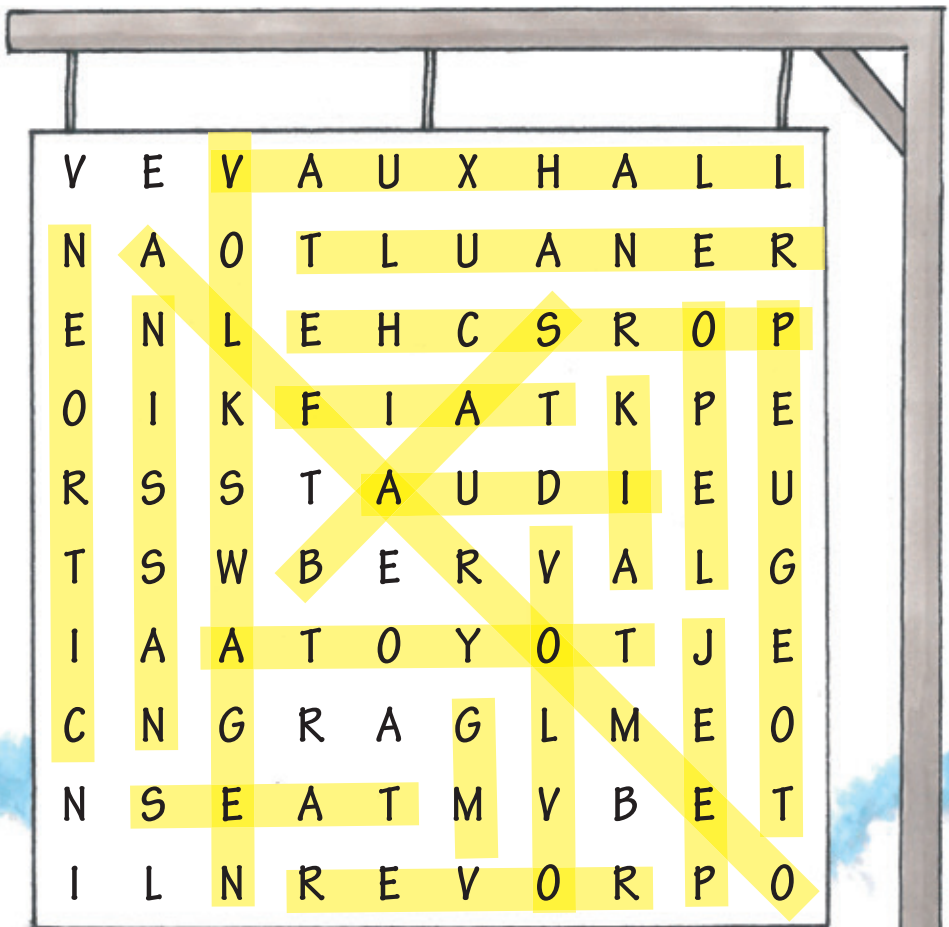 V E V A U X H A L L
N A O T L U A N E R
E N L E H C S R O P
O I K F I A T K P E
R S S T A U D I E U
T S W B E R V A L G
I A A T O Y O T J E
C N G R A G L M E O
N S E A T M V B E T
I L N R E V O R P O